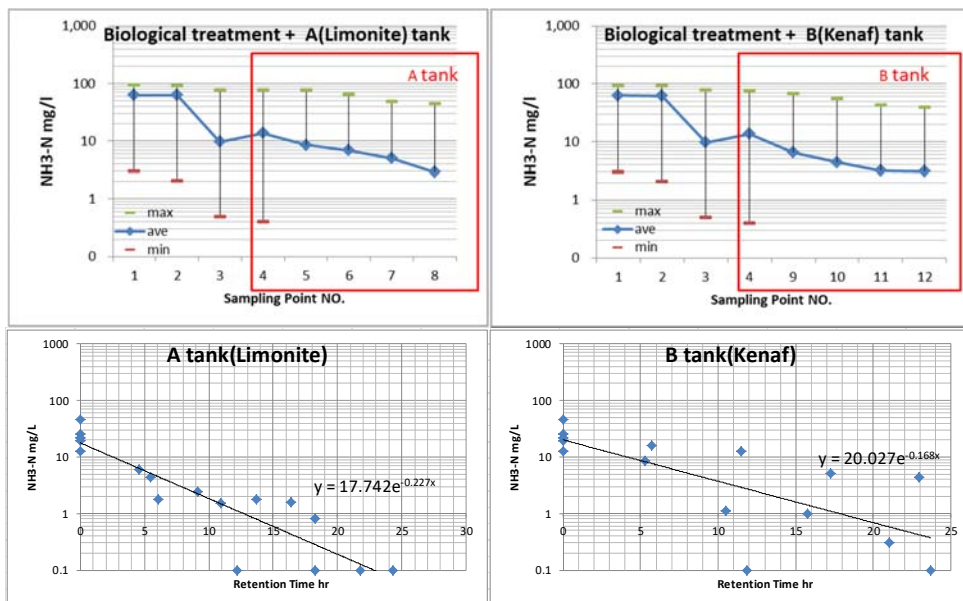 Biological treatment + A(Limonite) tank
A tank
1,000
100
10
1
0
NH3-N mg/l
max
ave
min
1 2 3 4 5 6 7 8
Sampling Point NO.
Biological treatment + B(Kenaf) tank
B tank
1,000
100
10
1
0
NH3-N mg/l
max
ave
min
1 2 3 4 9 10 11 12
Sampling Point NO.
A tank(Limonite)
1000
100
10
1
0.1
NH3-N mg/L
y = 17.742e-0.227x
0 5 10 15 20 25 30
Retention Time hr
B tank(Kenaf)
1000
100
10
1
0.1
NH3-N mg/L
y = 20.027e-0.168x
0 5 10 15 20 25
Retention Time hr